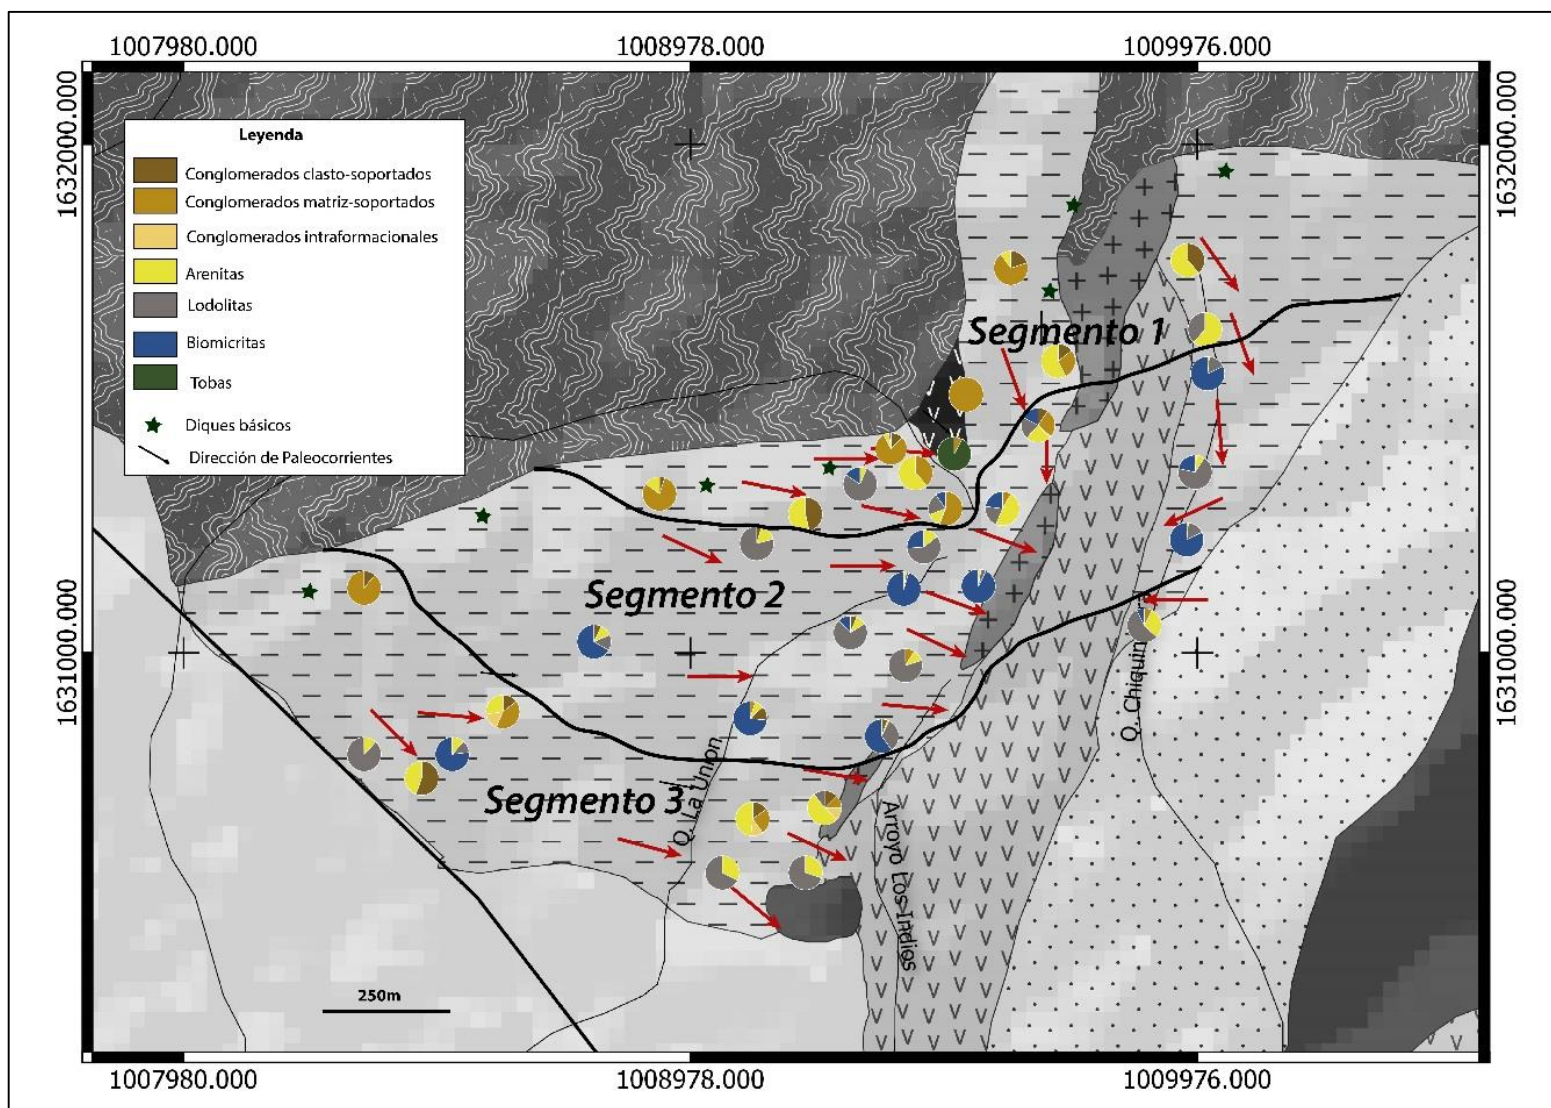 1007980.000
1008978.000
1009976.000
1632000.000
1632000.000
Leyenda
Conglomerados clasto-soportados
Conglomerados matriz-soportados
Conglomerados intraformacionales
Arenitas
Lodolitas
Biomicritas
Tobas
Diques básicos
Dirección de Paleocorrientes
Segmento 1
Segmento 2
Segmento 3
1631000.000
1631000.000
Q. La Union
Arroyo Los Indios
250m
1007980.000
1008978.000
1009976.000